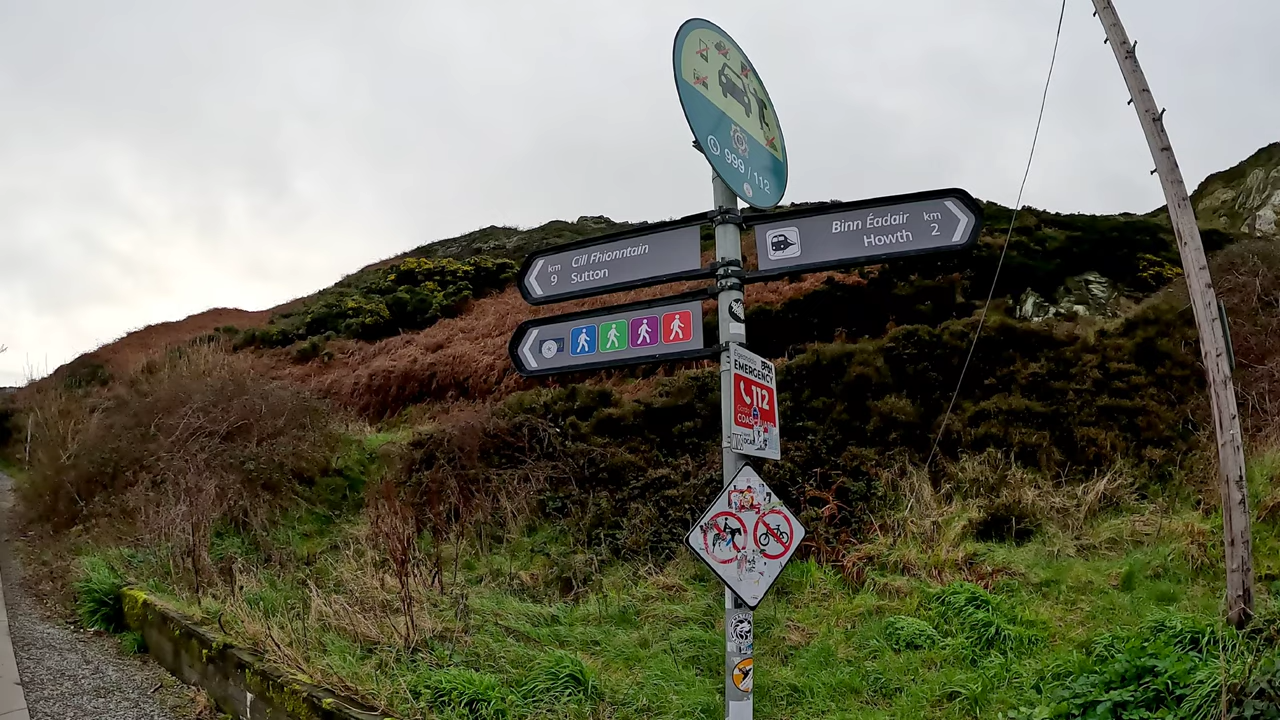 999 / 112
km
9
Cill Fhionntain
Sutton
Binn Éadair
Howth
km
2
EMERGENCY
112